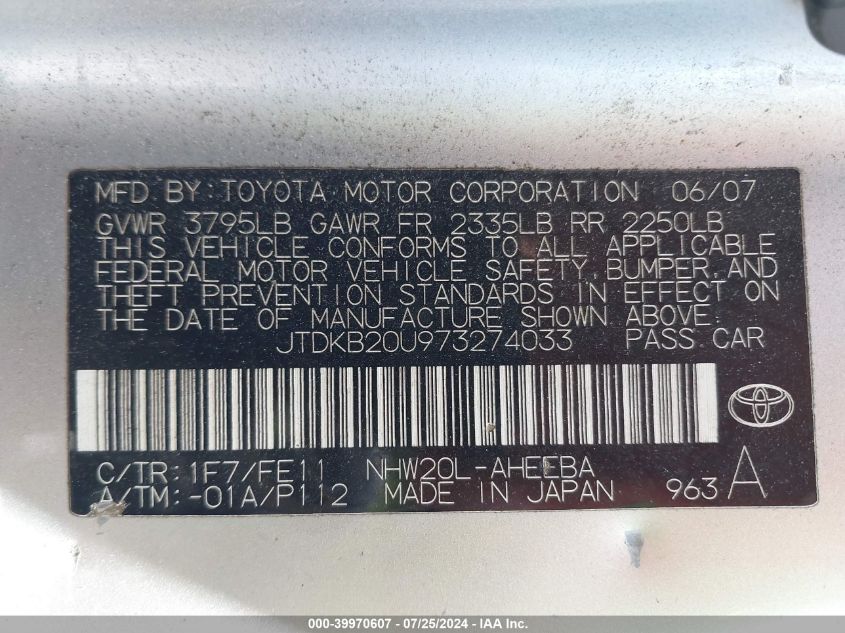 MFD BY: TOYOTA MOTOR CORPORATION 06/07
GVWR 3795LB GAWR FR 2335LB RR 2250LB
THIS VEHICLE CONFORMS TO ALL APPLICABLE
FEDERAL MOTOR VEHICLE SAFETY, BUMPER, AND
THEFT PREVENTION STANDARDS IN EFFECT ON
THE DATE OF MANUFACTURE SHOWN ABOVE.
JTDKB20U973274033 PASS CAR
C/TR: 1F7/FE11 NHW20L-AHEEBA
A/TM: -01A/P112 MADE IN JAPAN 963 A
000-39970607 - 07/25/2024 - IAA Inc.